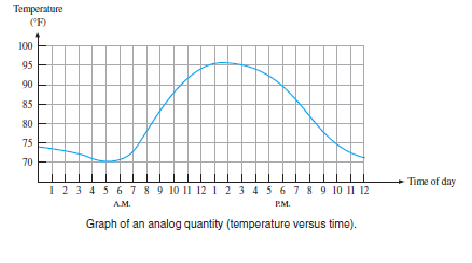 Temperature
(°F)
100
95
90
85
80
75
70
1 2 3 4 5 6 7 8 9 10 11 12 1 2 3 4 5 6 7 8 9 10 11 12
Time of day
A.M.
P.M.
Graph of an analog quantity (temperature versus time).